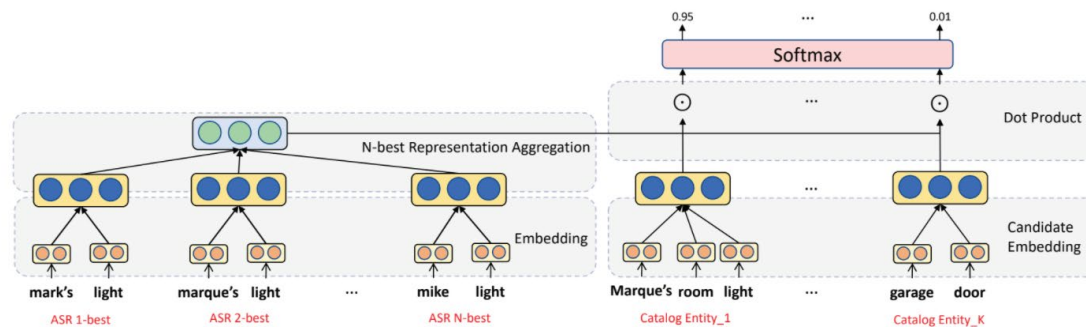 0.95 ... 0.01
Softmax
...
Dot Product
N-best Representation Aggregation
...
Embedding
Candidate
Embedding
mark's light marque's light ... mike light
Marque's room light ... garage door
ASR 1-best ASR 2-best ASR N-best
Catalog Entity_1 Catalog Entity_K